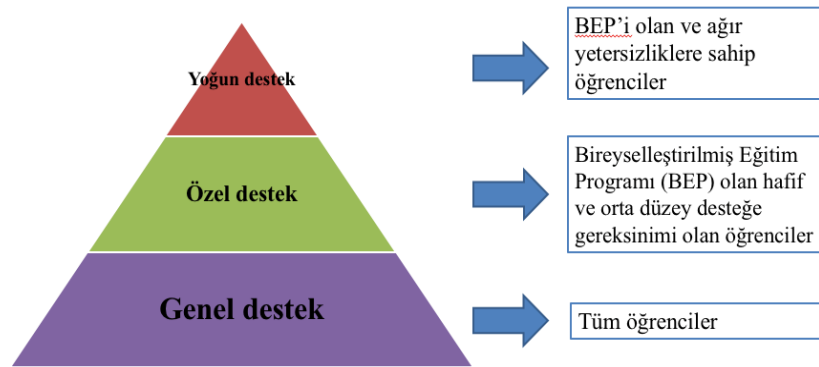 Yoğun destek
BEP'i olan ve ağır
yetersizliklere sahip
öğrenciler
Özel destek
Bireyselleştirilmiş Eğitim
Programı (BEP) olan hafif
ve orta düzey desteğe
gereksinimi olan öğrenciler
Genel destek
Tüm öğrenciler